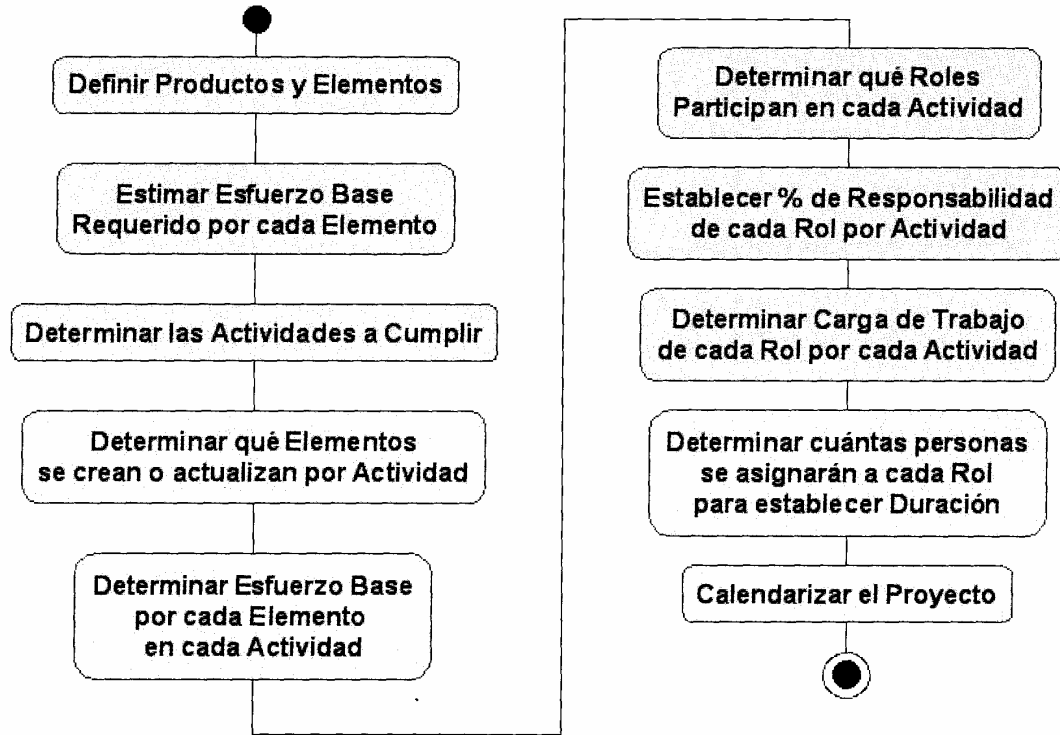 Definir Productos y Elementos
Estimar Esfuerzo Base
Requerido por cada Elemento
Determinar las Actividades a Cumplir
Determinar qué Elementos
se crean o actualizan por Actividad
Determinar Esfuerzo Base
por cada Elemento
en cada Actividad
Determinar qué Roles
Participan en cada Actividad
Establecer % de Responsabilidad
de cada Rol por Actividad
Determinar Carga de Trabajo
de cada Rol por cada Actividad
Determinar cuántas personas
se asignarán a cada Rol
para establecer Duración
Calendarizar el Proyecto